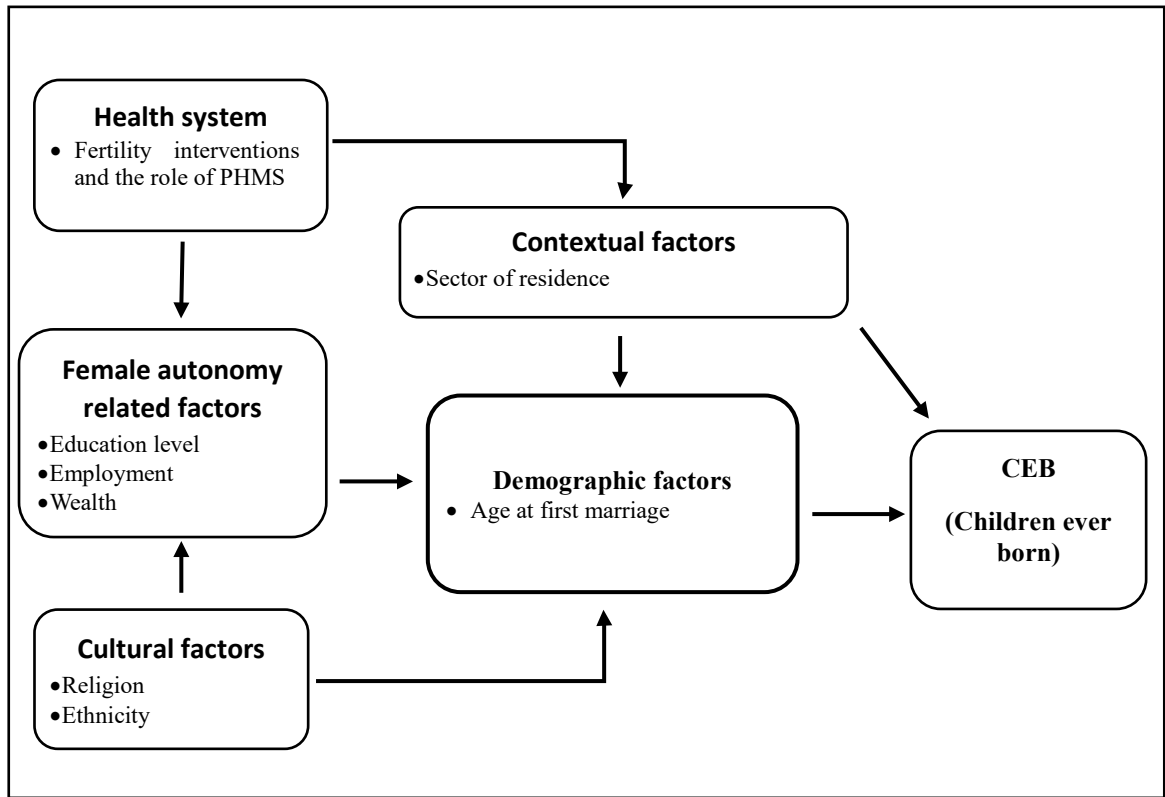 Health system
• Fertility interventions
and the role of PHMS
Contextual factors
•Sector of residence
Female autonomy
related factors
•Education level
•Employment
•Wealth
Demographic factors
• Age at first marriage
CEB
(Children ever
born)
Cultural factors
•Religion
•Ethnicity